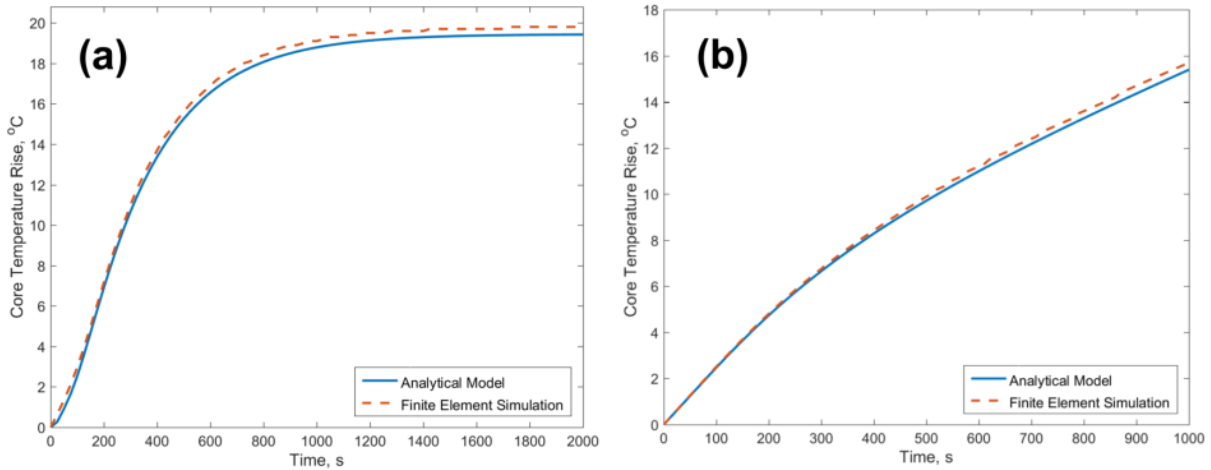 (a)
Core Temperature Rise, °C
20
18
16
14
12
10
8
6
4
2
0
0 200 400 600 800 1000 1200 1400 1600 1800 2000
Time, s
Analytical Model
Finite Element Simulation
(b)
Core Temperature Rise, °C
18
16
14
12
10
8
6
4
2
0
0 100 200 300 400 500 600 700 800 900 1000
Time, s
Analytical Model
Finite Element Simulation